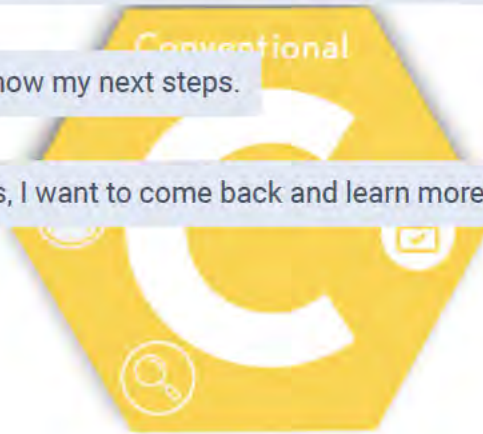 Conventional
now my next steps.
s, I want to come back and learn more
C